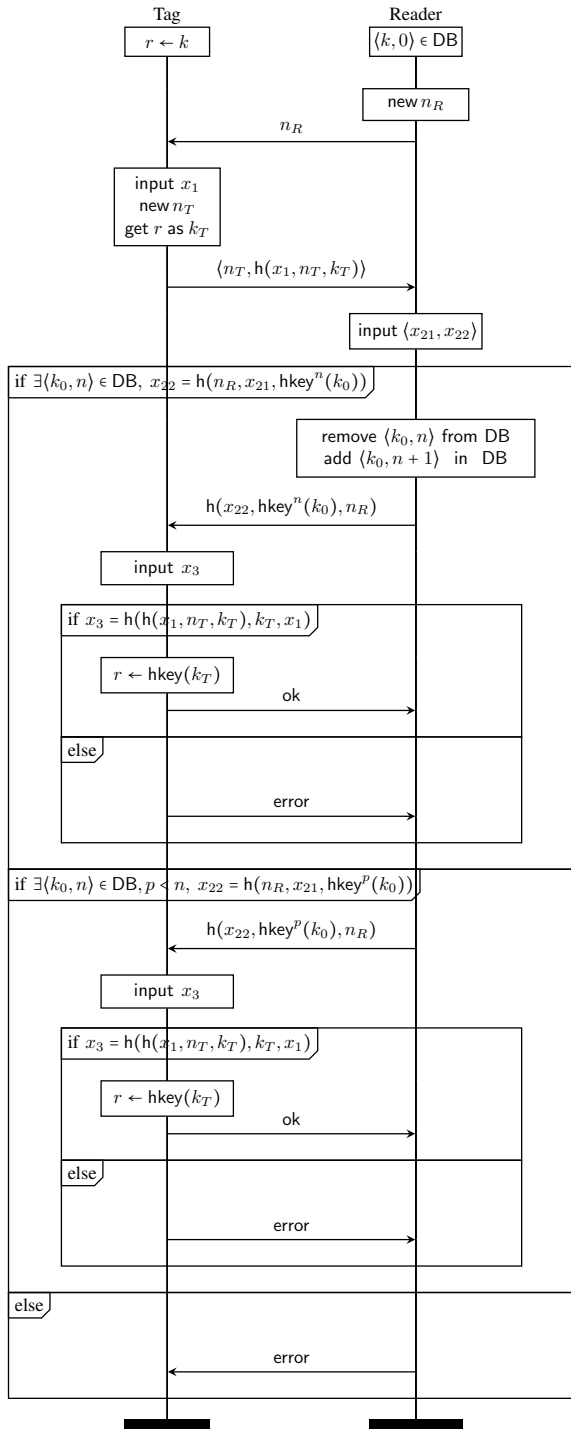 Tag
Reader
r ← k
⟨k, 0⟩ ∈ DB
new n_R
n_R
input x_1
new n_T
get r as k_T
⟨n_T, h(x_1, n_T, k_T)⟩
input ⟨x_21, x_22⟩
if ∃⟨k_0, n⟩ ∈ DB, x_22 = h(n_R, x_21, hkey^n(k_0))
remove ⟨k_0, n⟩ from DB
add ⟨k_0, n + 1⟩ in DB
h(x_22, hkey^n(k_0), n_R)
input x_3
if x_3 = h(h(x_1, n_T, k_T), k_T, x_1)
r ← hkey(k_T)
ok
else
error
if ∃⟨k_0, n⟩ ∈ DB, p < n, x_22 = h(n_R, x_21, hkey^p(k_0))
h(x_22, hkey^p(k_0), n_R)
input x_3
if x_3 = h(h(x_1, n_T, k_T), k_T, x_1)
r ← hkey(k_T)
ok
else
error
else
error